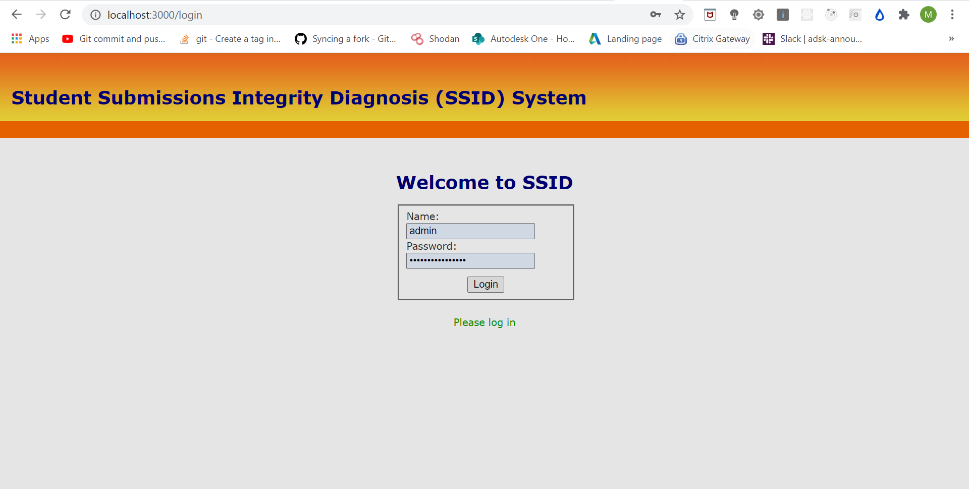 localhost:3000/login
M
Apps Git commit and pus... git - Create a tag in... Syncing a fork - Git... Shodan Autodesk One - Ho... Landing page Citrix Gateway Slack | adsk-annou... »
Student Submissions Integrity Diagnosis (SSID) System
Welcome to SSID
Name:
admin
Password:
•••••••••••••••
Login
Please log in